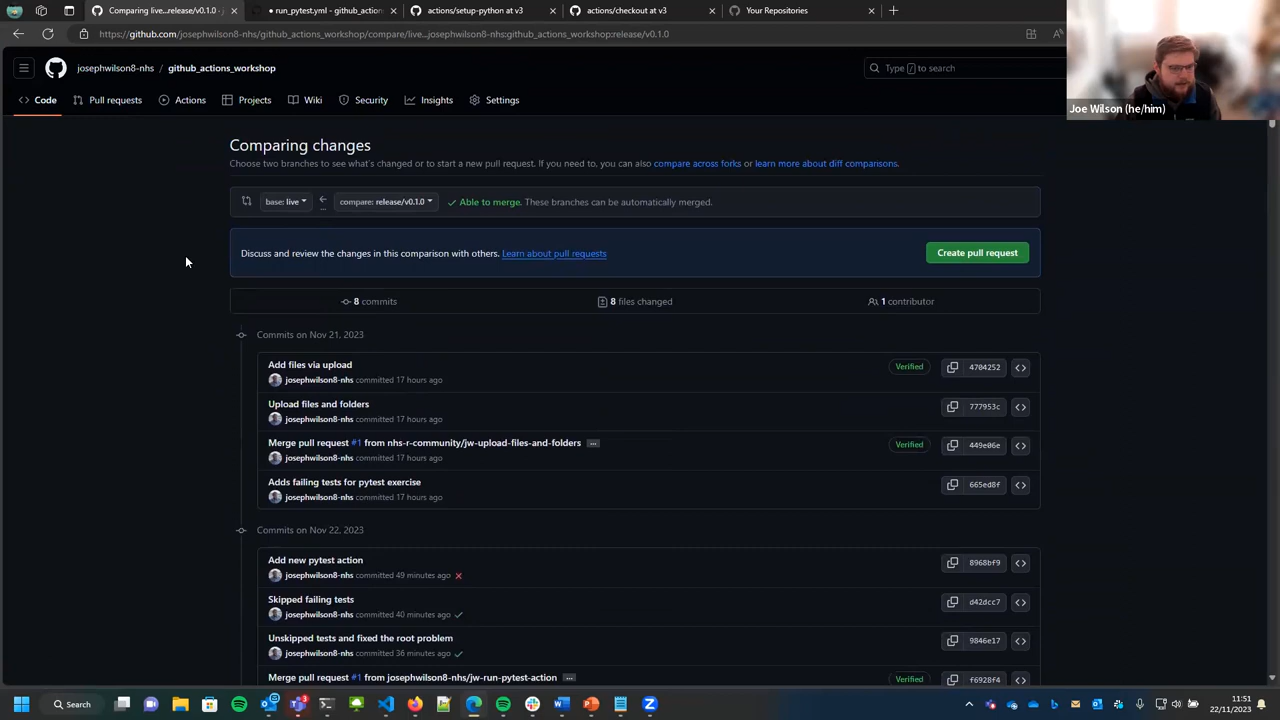 Comparing live...release/v0.1.0 · j
run_pytest.yml - github_action
actions/setup-python at v3
actions/checkout at v3
Your Repositories
https://github.com/josephwilson8-nhs/github_actions_workshop/compare/live...josephwilson8-nhs:github_actions_workshop:release/v0.1.0
josephwilson8-nhs / github_actions_workshop
Type / to search
Joe Wilson (he/him)
Code
Pull requests
Actions
Projects
Wiki
Security
Insights
Settings
Comparing changes
Choose two branches to see what's changed or to start a new pull request. If you need to, you can also compare across forks or learn more about diff comparisons.
base: live
...
compare: release/v0.1.0
Able to merge. These branches can be automatically merged.
Discuss and review the changes in this comparison with others. Learn about pull requests
Create pull request
8 commits
8 files changed
1 contributor
Commits on Nov 21, 2023
Add files via upload
josephwilson8-nhs committed 17 hours ago
Verified
4704252
Upload files and folders
josephwilson8-nhs committed 17 hours ago
777953c
Merge pull request #1 from nhs-r-community/jw-upload-files-and-folders ...
josephwilson8-nhs committed 17 hours ago
Verified
449e06e
Adds failing tests for pytest exercise
josephwilson8-nhs committed 17 hours ago
665ed8f
Commits on Nov 22, 2023
Add new pytest action
josephwilson8-nhs committed 49 minutes ago
8968bf9
Skipped failing tests
josephwilson8-nhs committed 40 minutes ago
d42dcc7
Unskipped tests and fixed the root problem
josephwilson8-nhs committed 36 minutes ago
9846e17
Merge pull request #1 from josephwilson8-nhs/jw-run-pytest-action ...
Verified
f6928f4
Search
3
11:51
22/11/2023